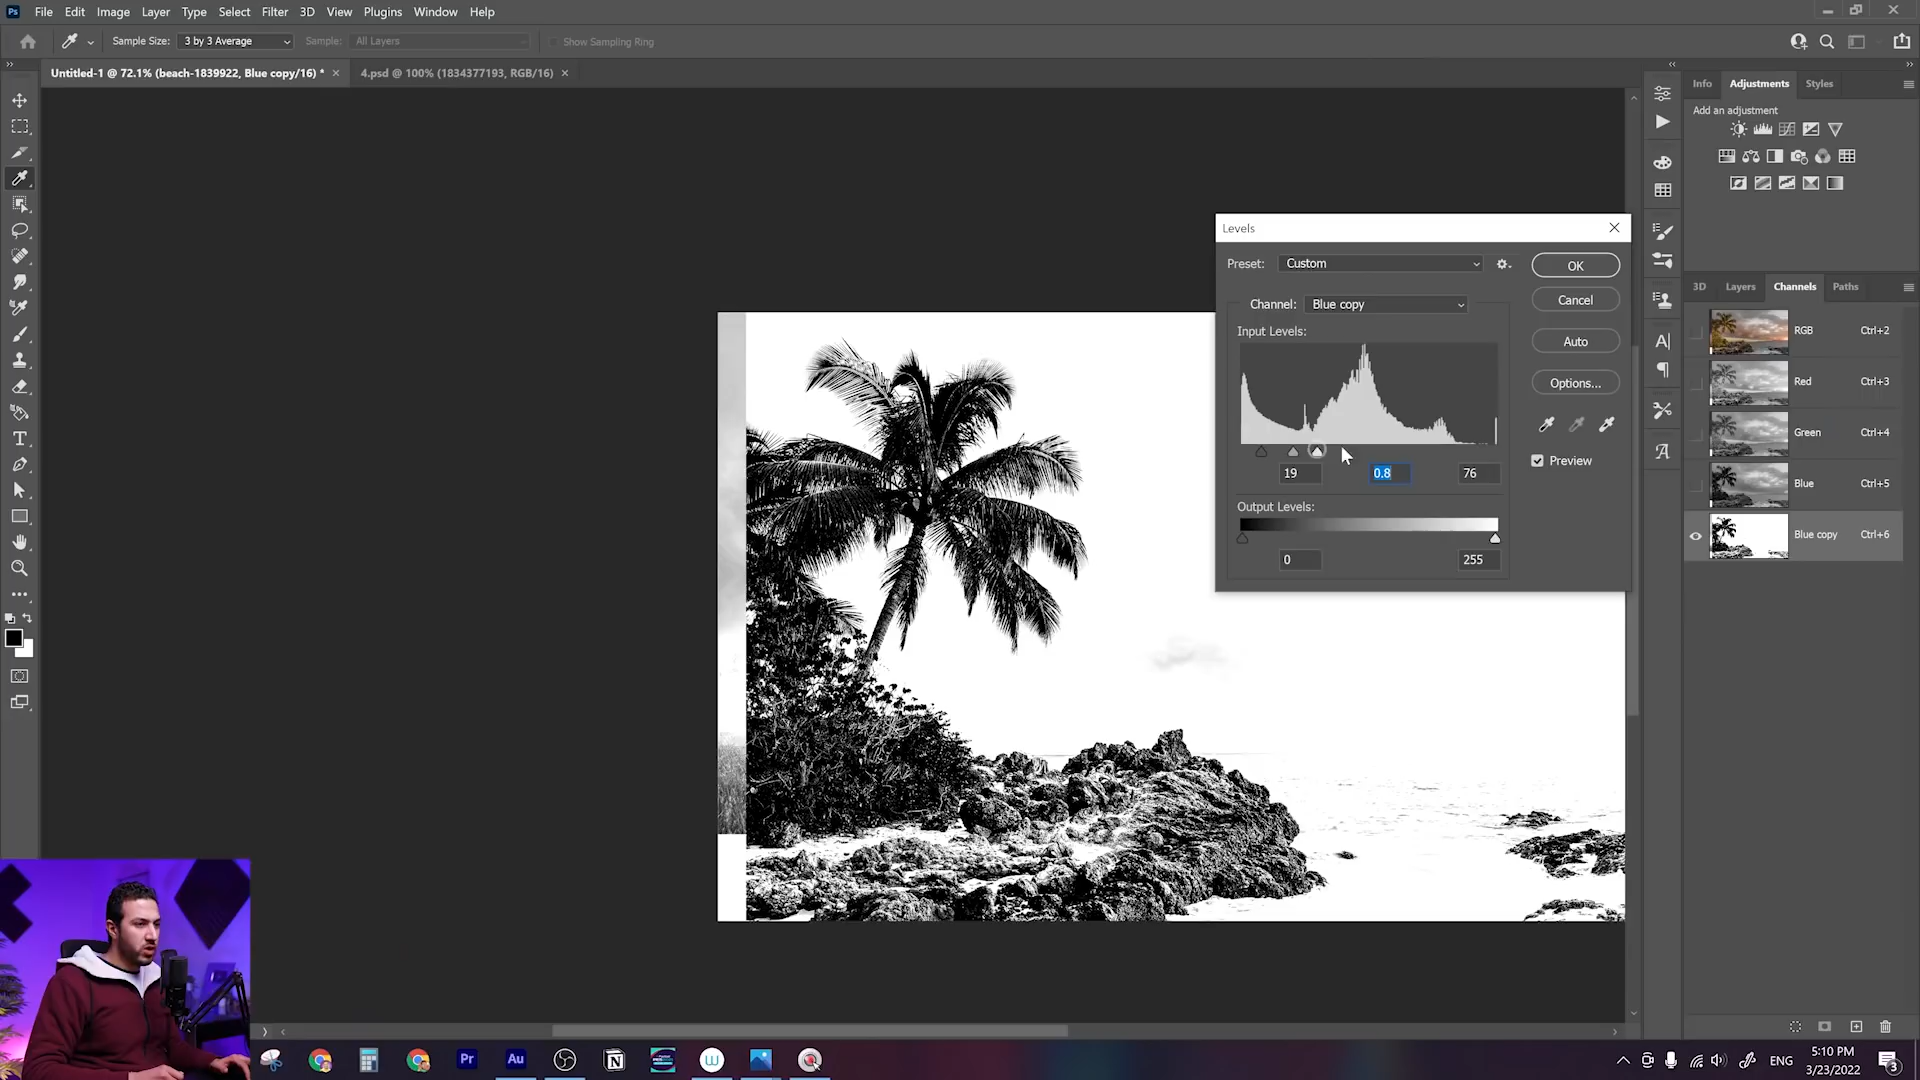 Ps File Edit Image Layer Type Select Filter 3D View Plugins Window Help
Sample Size: 3 by 3 Average Sample: All Layers Show Sampling Ring
Untitled-1 @ 72.1% (beach-1839922, Blue copy/16) * × 4.psd @ 100% (1834377193, RGB/16) ×
Info Adjustments Styles
Add an adjustment
Levels
Preset: Custom OK
Cancel
Channel: Blue copy
Input Levels:
Auto
Options...
Preview
19 0.8 76
Output Levels:
0 255
3D Layers Channels Paths
RGB Ctrl+2
Red Ctrl+3
Green Ctrl+4
Blue Ctrl+5
Blue copy Ctrl+6
Pr Au
ENG
5:10 PM
3/23/2022
3